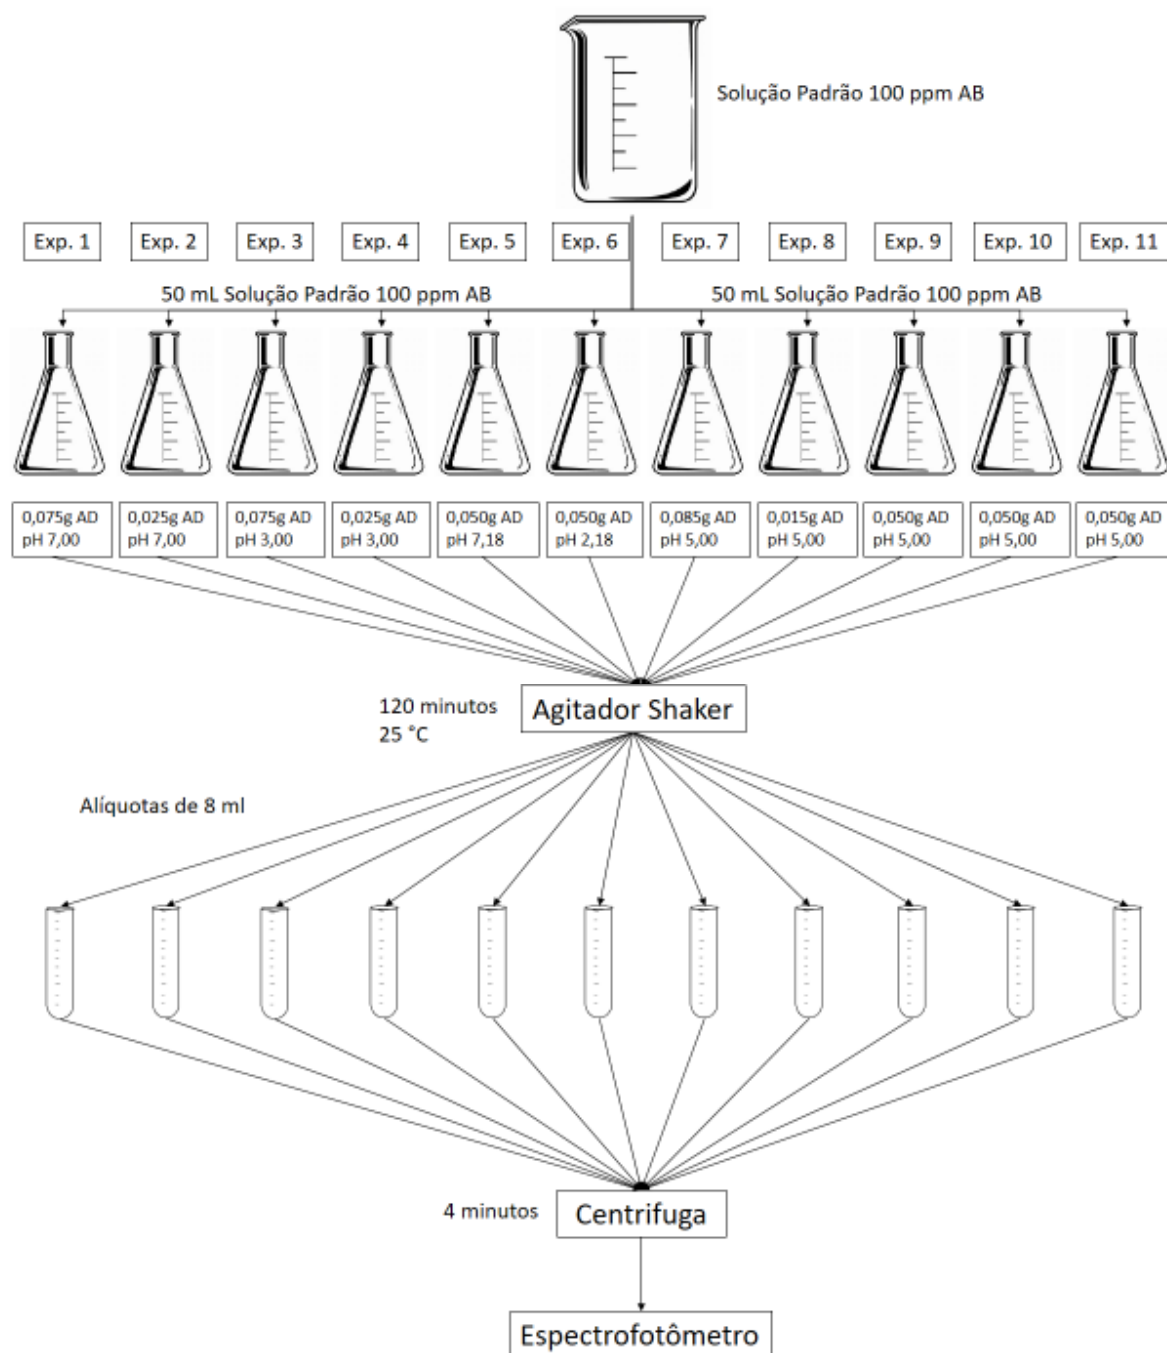 Solução Padrão 100 ppm AB
Exp. 1
Exp. 2
Exp. 3
Exp. 4
Exp. 5
Exp. 6
Exp. 7
Exp. 8
Exp. 9
Exp. 10
Exp. 11
50 mL Solução Padrão 100 ppm AB
50 mL Solução Padrão 100 ppm AB
0,075g AD
pH 7,00
0,025g AD
pH 7,00
0,075g AD
pH 3,00
0,025g AD
pH 3,00
0,050g AD
pH 7,18
0,050g AD
pH 2,18
0,085g AD
pH 5,00
0,015g AD
pH 5,00
0,050g AD
pH 5,00
0,050g AD
pH 5,00
0,050g AD
pH 5,00
120 minutos
25 °C
Agitador Shaker
Alíquotas de 8 ml
4 minutos
Centrifuga
Espectrofotômetro